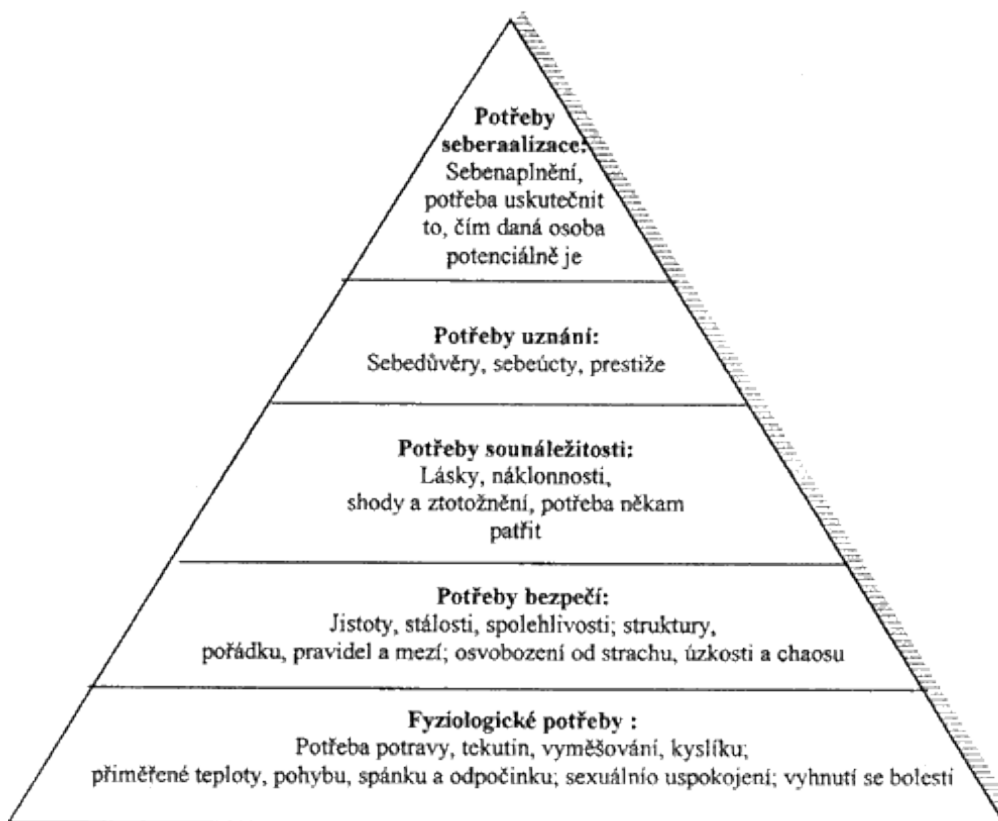 Potřeby
seberaalizace:
Sebenaplnění,
potřeba uskutečnit
to, čím daná osoba
potenciálně je
Potřeby uznání:
Sebedůvěry, sebeúcty, prestiže
Potřeby sounáležitosti:
Lásky, náklonnosti,
shody a ztotožnění, potřeba někam
patřit
Potřeby bezpečí:
Jistoty, stálosti, spolehlivosti; struktury,
pořádku, pravidel a mezí; osvobození od strachu, úzkosti a chaosu
Fyziologické potřeby :
Potřeba potravy, tekutin, vyměšování, kyslíku;
přiměřené teploty, pohybu, spánku a odpočinku; sexuálnío uspokojení; vyhnutí se bolesti